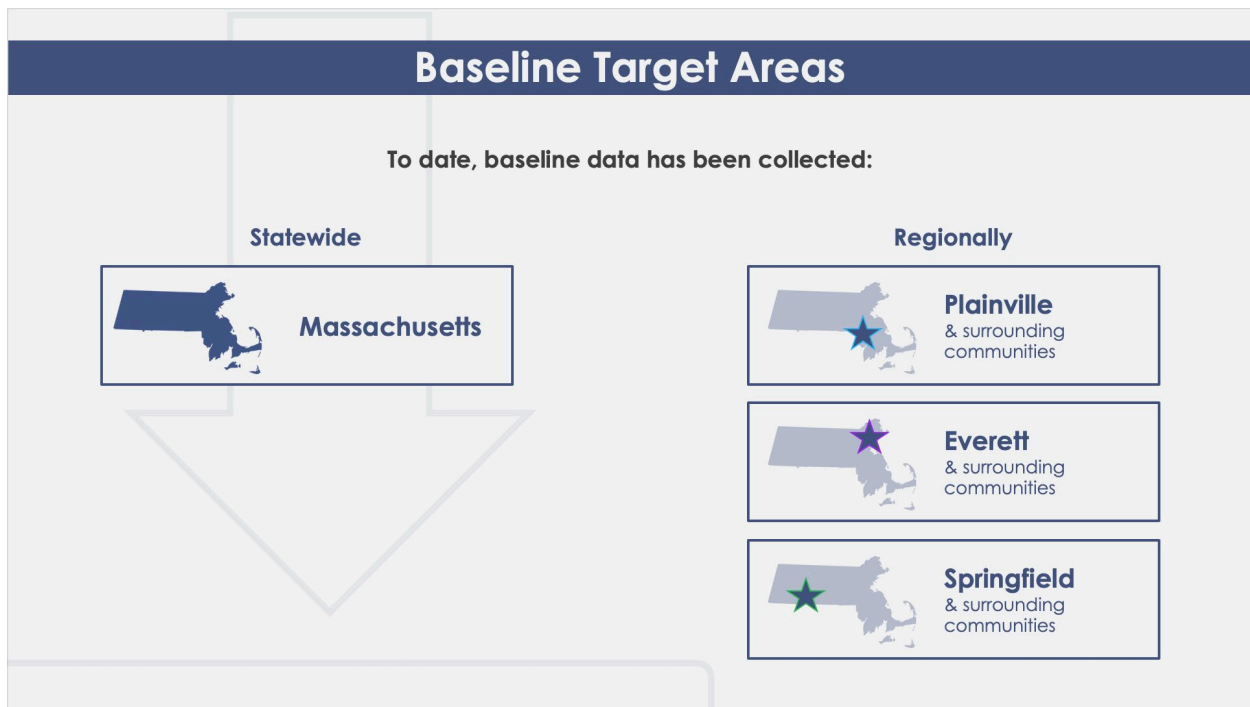 Baseline Target Areas
To date, baseline data has been collected:
Statewide
Massachusetts
Regionally
Plainville
& surrounding
communities
Everett
& surrounding
communities
Springfield
& surrounding
communities